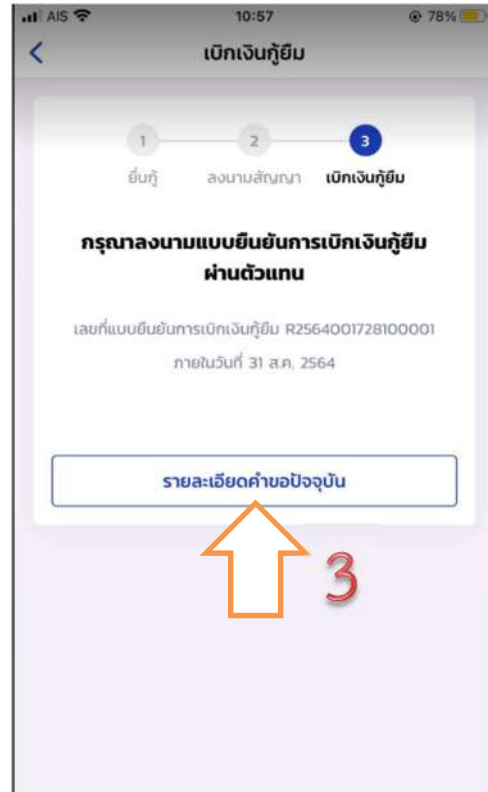 AIS 10:57 78%
เบิกเงินกู้ยืม
1 2 3
ยื่นกู้ ลงนามสัญญา เบิกเงินกู้ยืม
กรุณาลงนามแบบยืนยันการเบิกเงินกู้ยืม
ผ่านตัวแทน
เลขที่แบบยืนยันการเบิกเงินกู้ยืม R2564001728100001
ภายในวันที่ 31 ส.ค. 2564
รายละเอียดคำขอปัจจุบัน
3